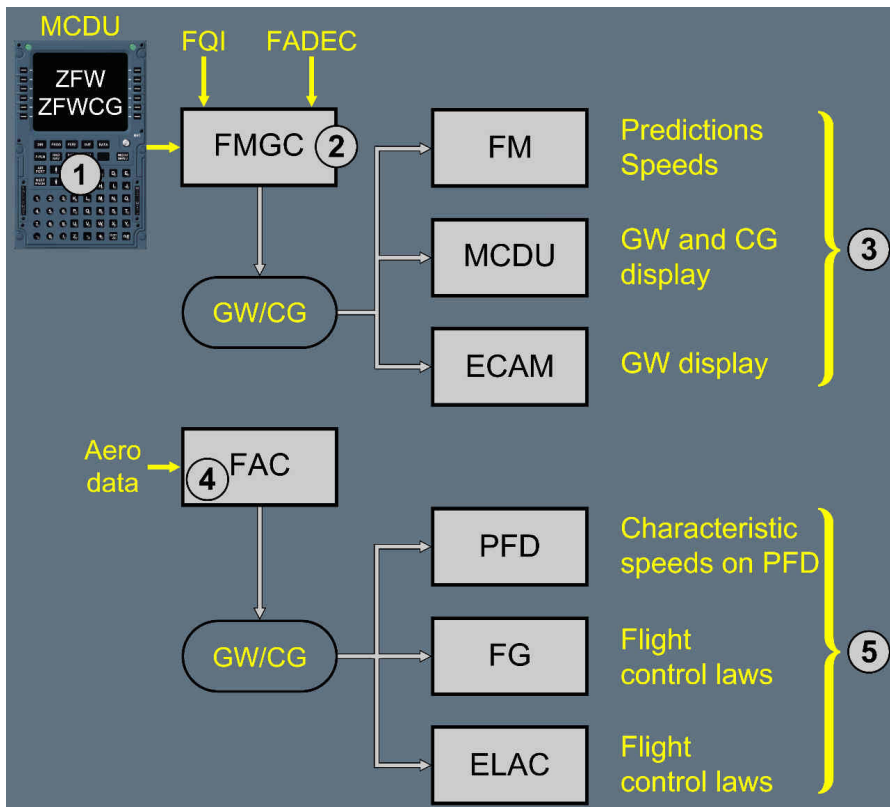 MCDU
ZFW
ZFWCG
1
FQI
FADEC
FMGC
2
GW/CG
FM
Predictions
Speeds
MCDU
GW and CG
display
ECAM
GW display
3
Aero
data
FAC
4
GW/CG
PFD
Characteristic
speeds on PFD
FG
Flight
control laws
ELAC
Flight
control laws
5